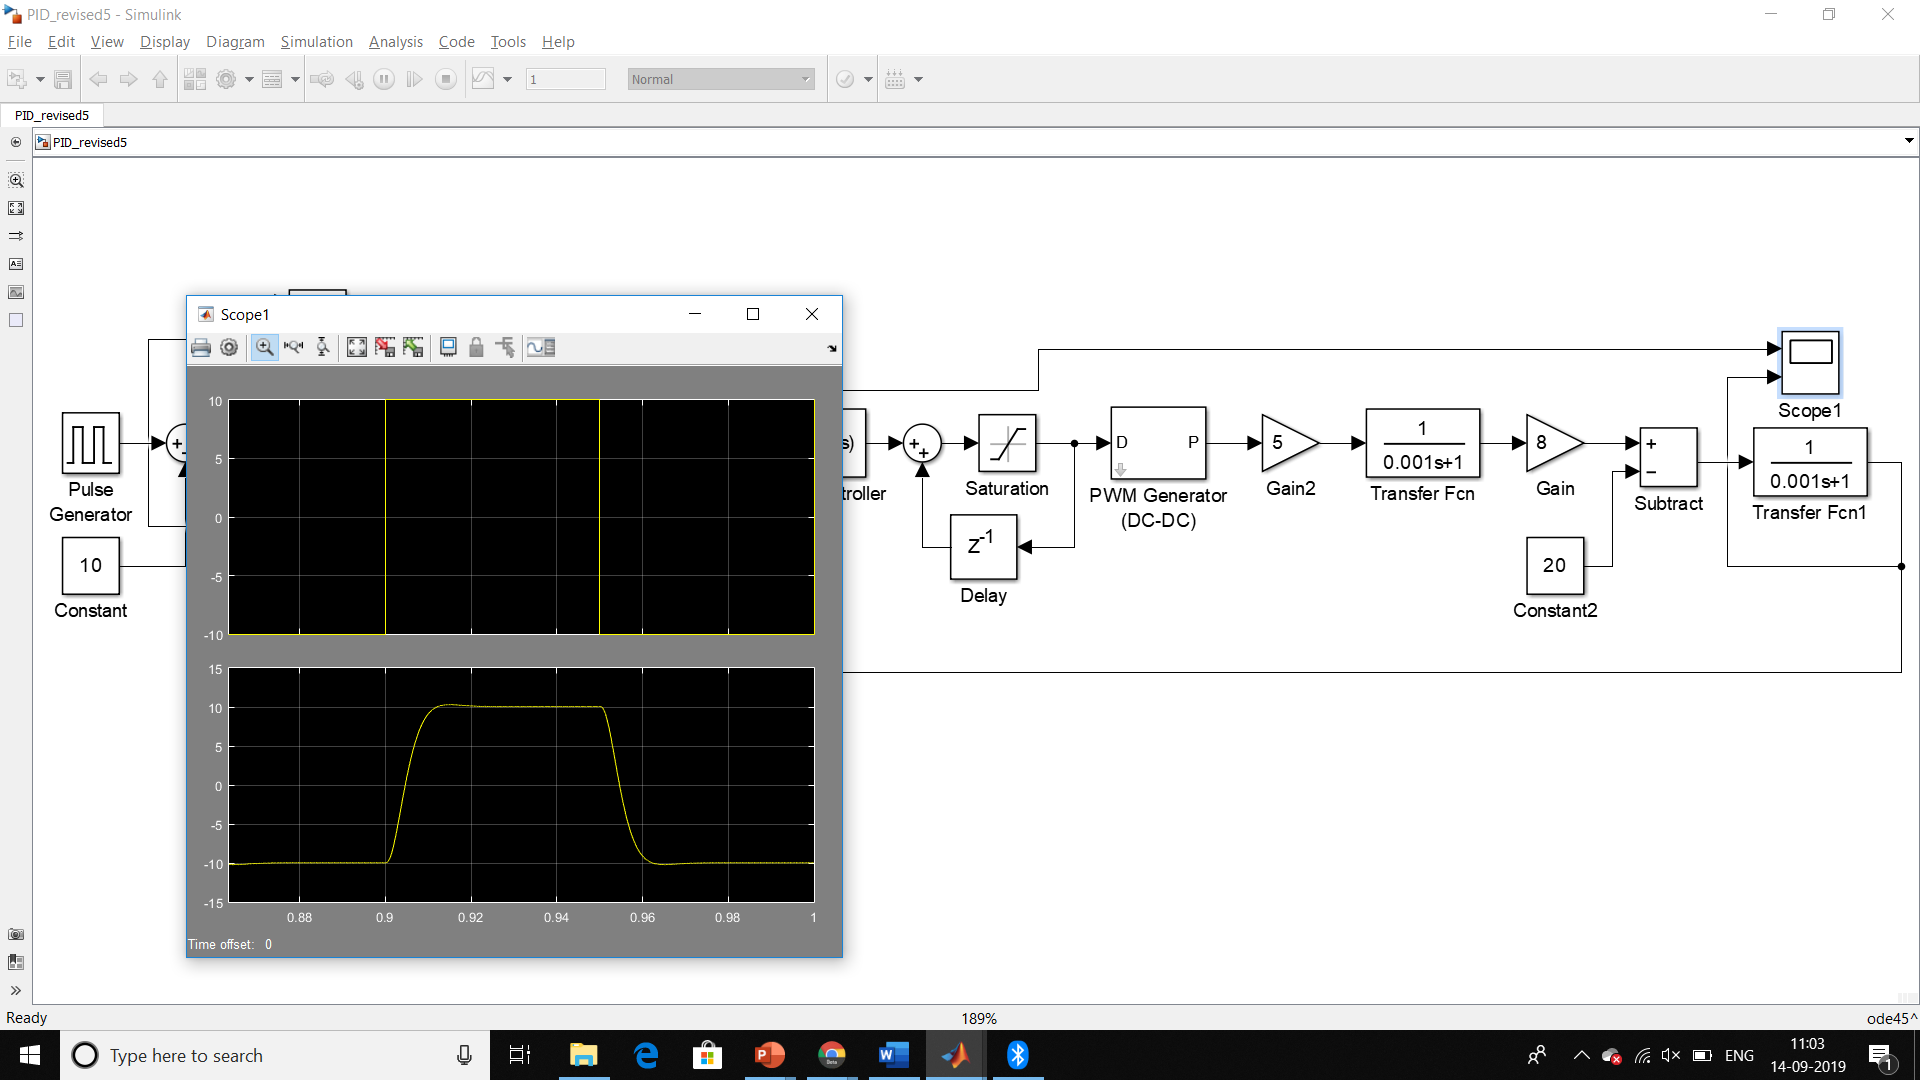 PID_revised5 - Simulink
File Edit View Display Diagram Simulation Analysis Code Tools Help
1 Normal
PID_revised5
PID_revised5
Scope1
10
5
0
-5
-10
15
10
5
0
-5
-10
-15
0.88 0.9 0.92 0.94 0.96 0.98 1
Time offset: 0
Pulse
Generator
10
Constant
s)
troller
Saturation
Z-1
Delay
D P
PWM Generator
(DC-DC)
5
Gain2
1
0.001s+1
Transfer Fcn
8
Gain
20
Constant2
Subtract
Scope1
1
0.001s+1
Transfer Fcn1
Ready 189% ode45
Type here to search
ENG
11:03
14-09-2019
1